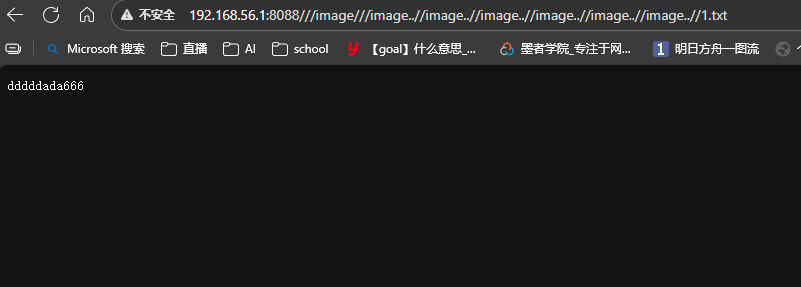 不安全 192.168.56.1:8088///image///image..//image..//image..//image..//image..//image..//1.txt
Microsoft 搜索 直播 AI school 【goal】什么意思_... 墨者学院_专注于网... 1 明日方舟一图流
dddddada666